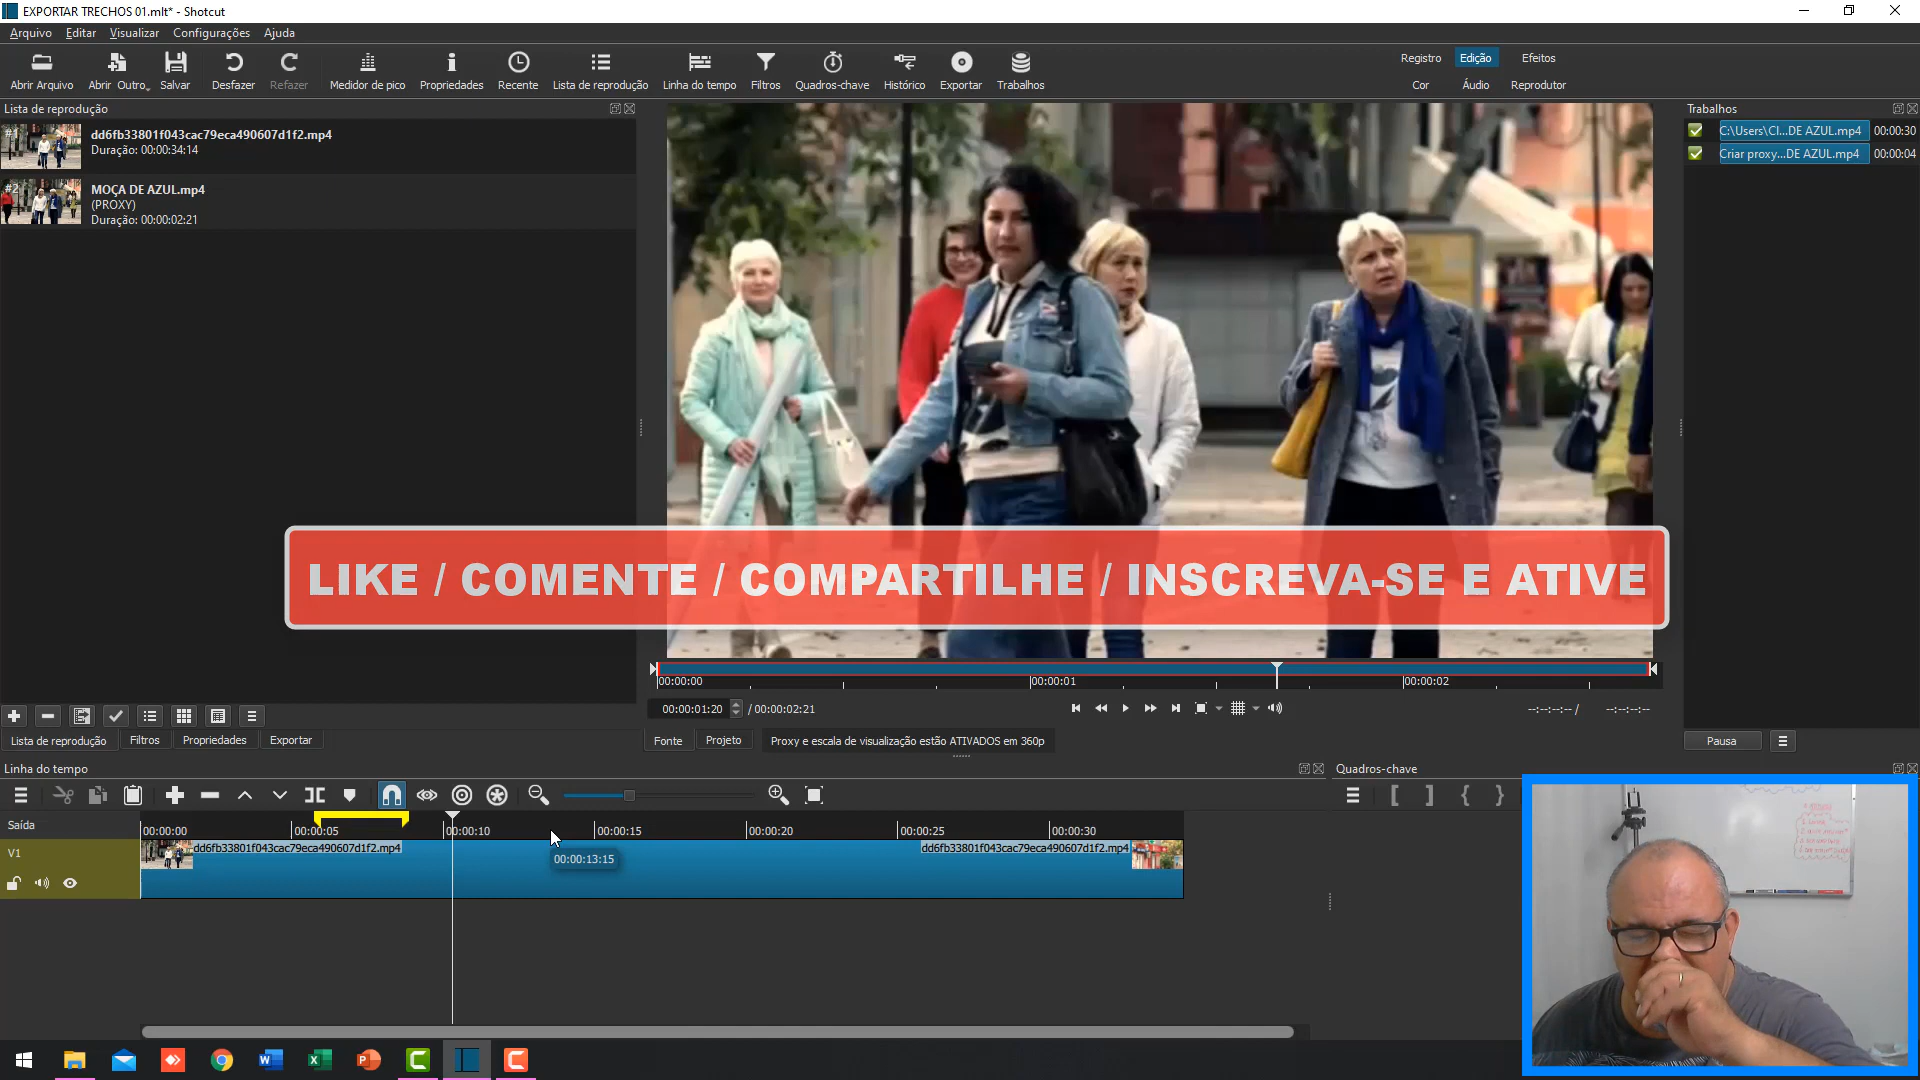 EXPORTAR TRECHOS 01.mlt* - Shotcut
Arquivo Editar Visualizar Configurações Ajuda
Abrir Arquivo Abrir Outro Salvar Desfazer Refazer Medidor de pico Propriedades Recente Lista de reprodução Linha do tempo Filtros Quadros-chave Histórico Exportar Trabalhos
Registro Edição Efeitos
Cor Áudio Reprodutor
Lista de reprodução
#1
dd6fb33801f043cac79eca490607d1f2.mp4
Duração: 00:00:34:14
#2
MOÇA DE AZUL.mp4
(PROXY)
Duração: 00:00:02:21
Trabalhos
C:\Users\Cl...DE AZUL.mp4 00:00:30
Criar proxy...DE AZUL.mp4 00:00:04
LIKE / COMENTE / COMPARTILHE / INSCREVA-SE E ATIVE
00:00:00 00:00:01 00:00:02
00:00:01:20 / 00:00:02:21
--:--:--:-- / --:--:--:--
Lista de reprodução Filtros Propriedades Exportar
Fonte Projeto Proxy e escala de visualização estão ATIVADOS em 360p
Pausa
Linha do tempo
Quadros-chave
Saída
00:00:00 00:00:05 00:00:10 00:00:15 00:00:20 00:00:25 00:00:30
V1
dd6fb33801f043cac79eca490607d1f2.mp4 dd6fb33801f043cac79eca490607d1f2.mp4
00:00:13:15